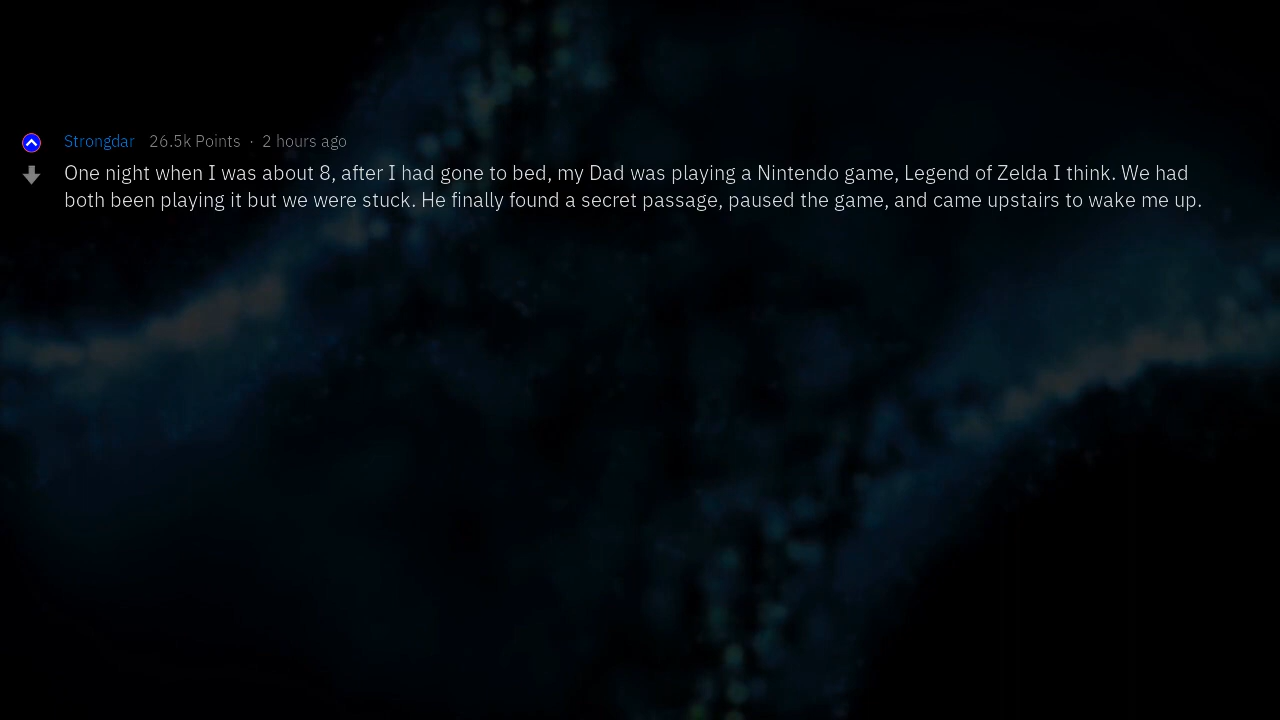 Strongdar 26.5k Points · 2 hours ago
One night when I was about 8, after I had gone to bed, my Dad was playing a Nintendo game, Legend of Zelda I think. We had
both been playing it but we were stuck. He finally found a secret passage, paused the game, and came upstairs to wake me up.